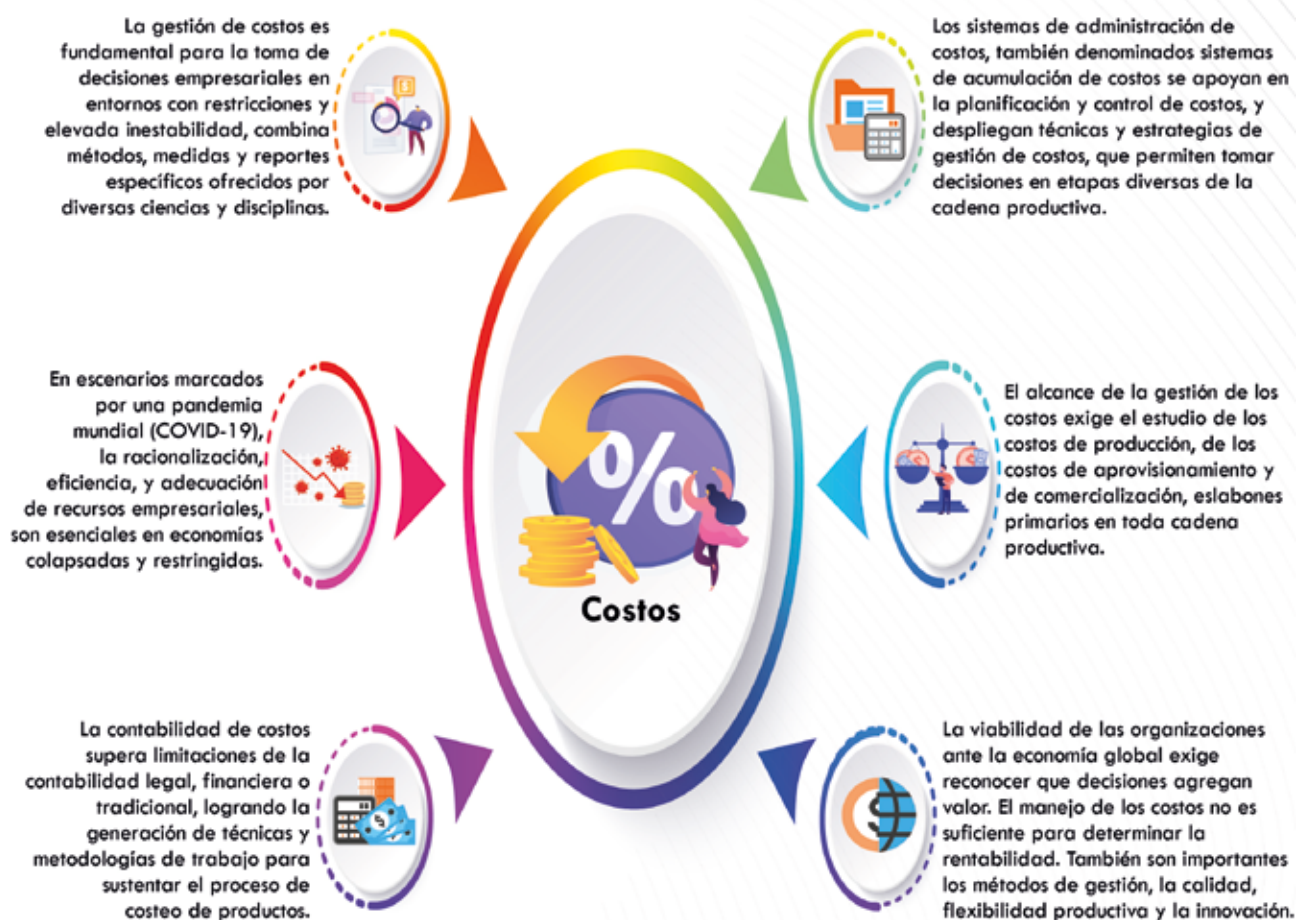 La gestión de costos es
fundamental para la toma de
decisiones empresariales en
entornos con restricciones y
elevada inestabilidad, combina
métodos, medidas y reportes
específicos ofrecidos por
diversas ciencias y disciplinas.
Los sistemas de administración de
costos, también denominados sistemas
de acumulación de costos se apoyan en
la planificación y control de costos, y
despliegan técnicas y estrategias de
gestión de costos, que permiten tomar
decisiones en etapas diversas de la
cadena productiva.
En escenarios marcados
por una pandemia
mundial (COVID-19),
la racionalización,
eficiencia, y adecuación
de recursos empresariales,
son esenciales en economías
colapsadas y restringidas.
%
Costos
El alcance de la gestión de los
costos exige el estudio de los
costos de producción, de los
costos de aprovisionamiento y
de comercialización, eslabones
primarios en toda cadena
productiva.
La contabilidad de costos
supera limitaciones de la
contabilidad legal, financiera o
tradicional, logrando la
generación de técnicas y
metodologías de trabajo para
sustentar el proceso de
costeo de productos.
La viabilidad de las organizaciones
ante la economía global exige
reconocer que decisiones agregan
valor. El manejo de los costos no es
suficiente para determinar la
rentabilidad. También son importantes
los métodos de gestión, la calidad,
flexibilidad productiva y la innovación.